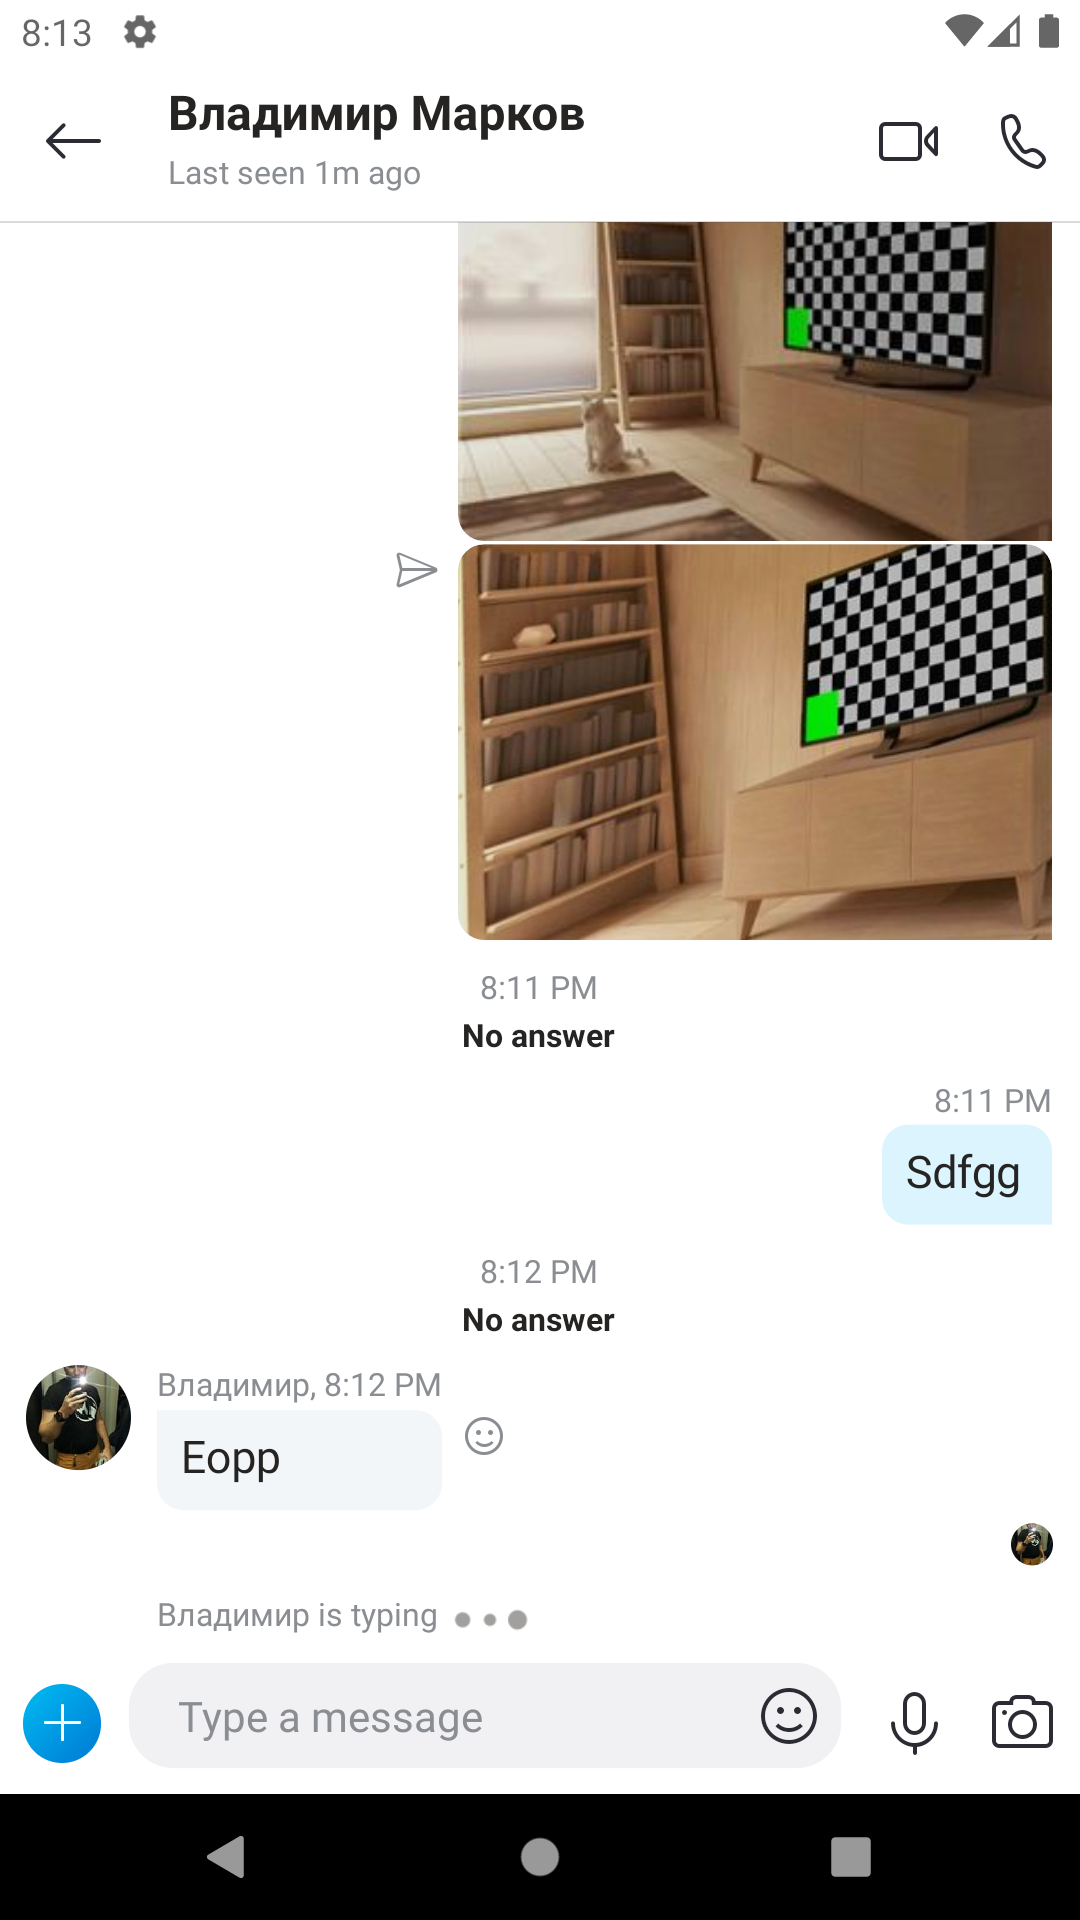 8:13
Владимир Марков
Last seen 1m ago
8:11 PM
No answer
8:11 PM
Sdfgg
8:12 PM
No answer
Владимир, 8:12 PM
Eopp
Владимир is typing
Type a message